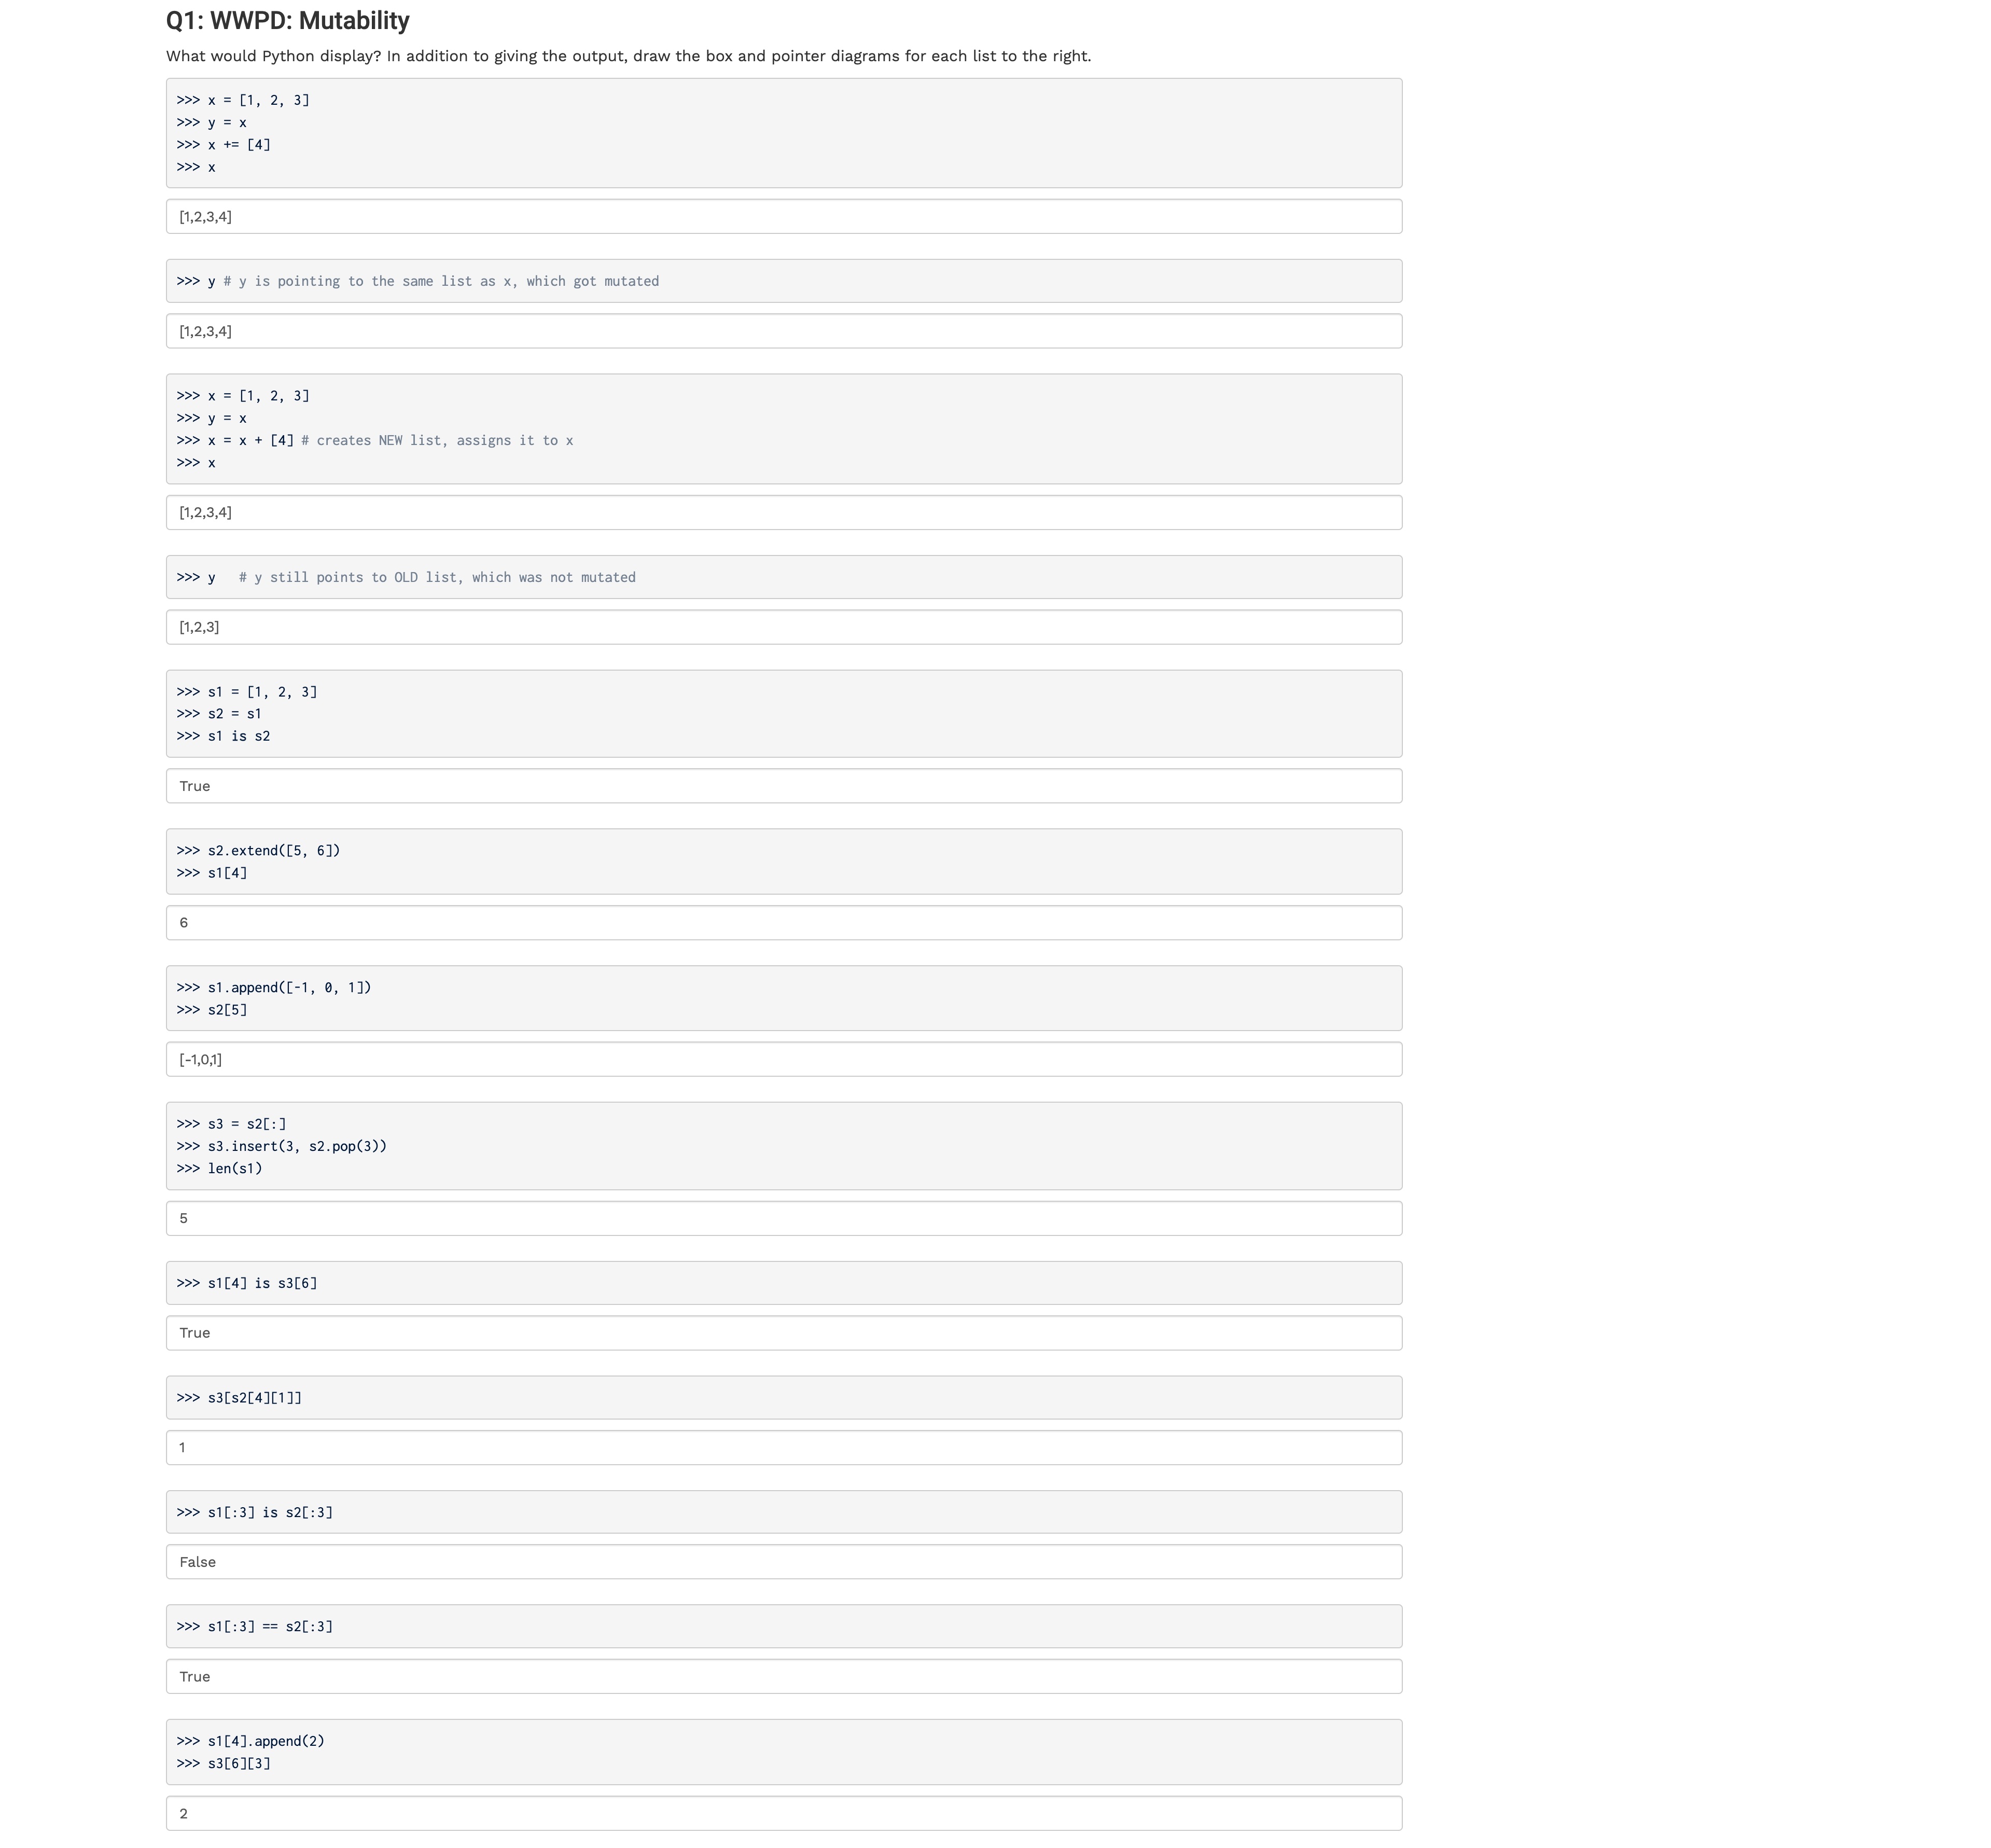 Q1: WWPD: Mutability
What would Python display? In addition to giving the output, draw the box and pointer diagrams for each list to the right.
>>> x = [1, 2, 3]
>>> y = x
>>> x += [4]
>>> x
[1,2,3,4]
>>> y # y is pointing to the same list as x, which got mutated
[1,2,3,4]
>>> x = [1, 2, 3]
>>> y = x
>>> x = x + [4] # creates NEW list, assigns it to x
>>> x
[1,2,3,4]
>>> y   # y still points to OLD list, which was not mutated
[1,2,3]
>>> s1 = [1, 2, 3]
>>> s2 = s1
>>> s1 is s2
True
>>> s2.extend([5, 6])
>>> s1[4]
6
>>> s1.append([-1, 0, 1])
>>> s2[5]
[-1,0,1]
>>> s3 = s2[:]
>>> s3.insert(3, s2.pop(3))
>>> len(s1)
5
>>> s1[4] is s3[6]
True
>>> s3[s2[4][1]]
1
>>> s1[:3] is s2[:3]
False
>>> s1[:3] == s2[:3]
True
>>> s1[4].append(2)
>>> s3[6][3]
2